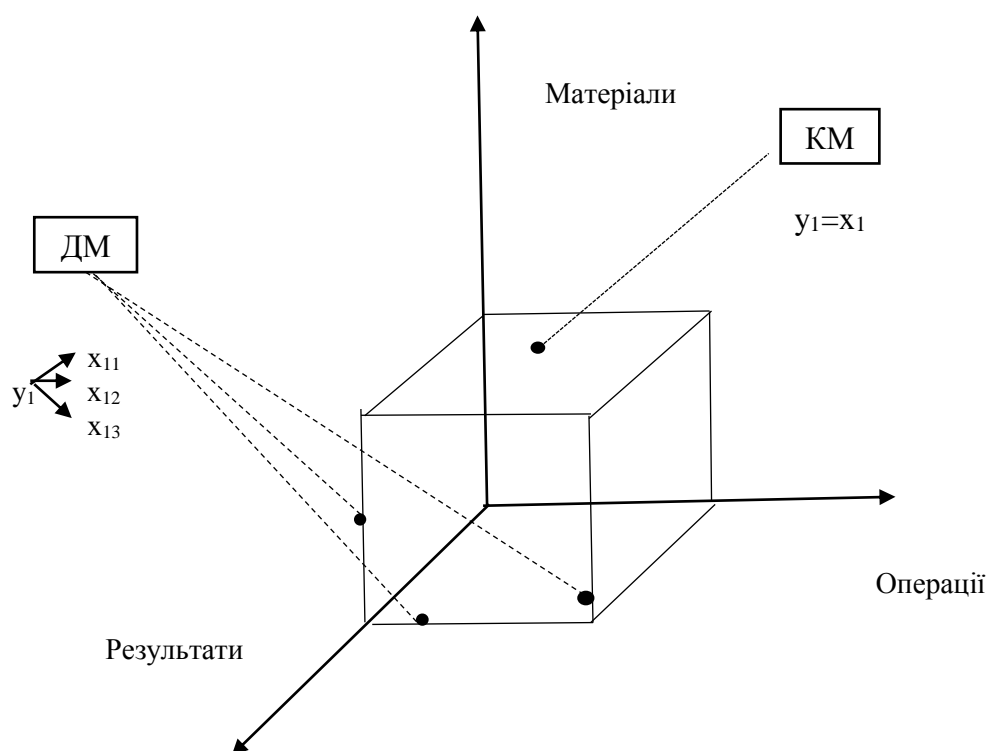 Матеріали
КМ
y₁=x₁
ДМ
x₁₁
y₁
x₁₂
x₁₃
Операції
Результати